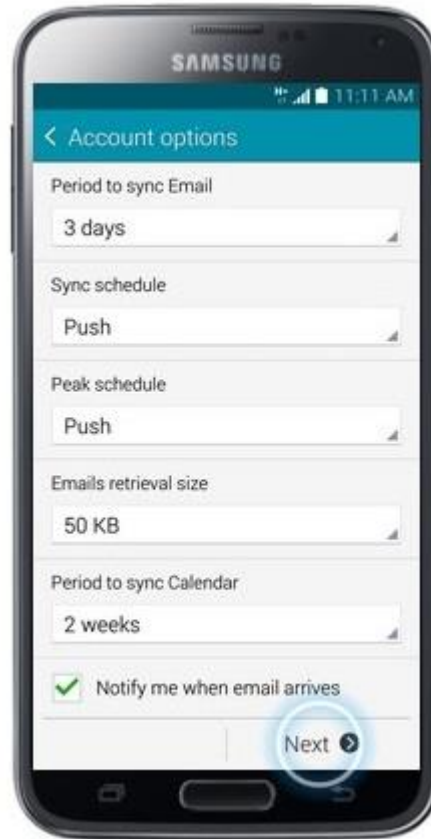 SAMSUNG
11:11 AM
Account options
Period to sync Email
3 days
Sync schedule
Push
Peak schedule
Push
Emails retrieval size
50 KB
Period to sync Calendar
2 weeks
Notify me when email arrives
Next